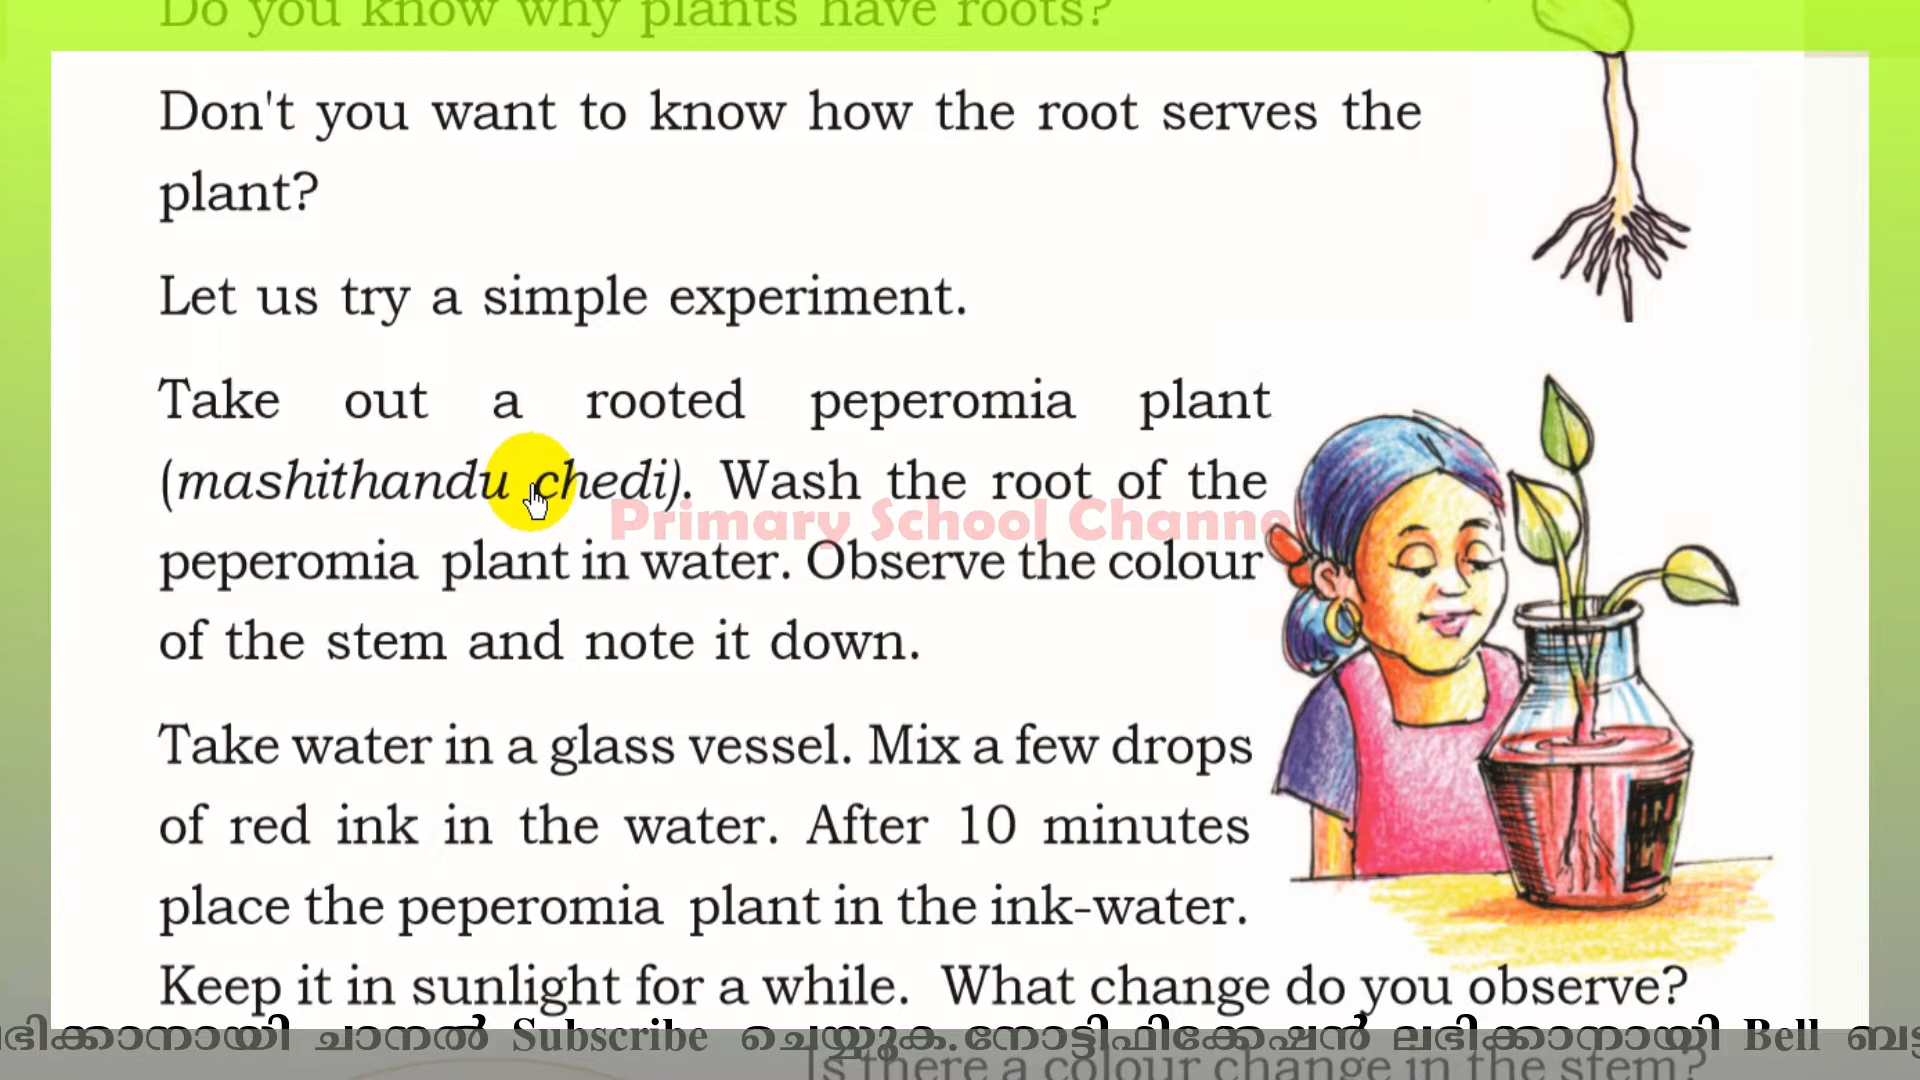 Do you know why plants have roots?
Don't you want to know how the root serves the
plant?
Let us try a simple experiment.
Take out a rooted peperomia plant
(mashithandu chedi). Wash the root of the
Primary School Channe
peperomia plant in water. Observe the colour
of the stem and note it down.
Take water in a glass vessel. Mix a few drops
of red ink in the water. After 10 minutes
place the peperomia plant in the ink-water.
Keep it in sunlight for a while. What change do you observe?
ഭിക്കാനായി ചാനൽ Subscribe ചെയ്യുക.നോട്ടിഫിക്കേഷൻ ലഭിക്കാനായി Bell ബട്ട
Is there a colour change in the stem?